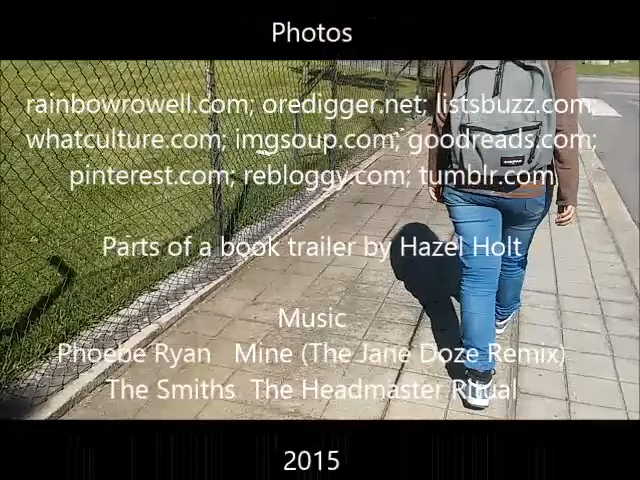 Photos
rainbowrowell.com; oredigger.net; listsbuzz.com;
whatculture.com; imgsoup.com; goodreads.com;
pinterest.com; rebloggy.com; tumblr.com
Parts of a book trailer by Hazel Holt
Music
Phoebe Ryan Mine (The Jane Doze Remix)
The Smiths The Headmaster Ritual
2015